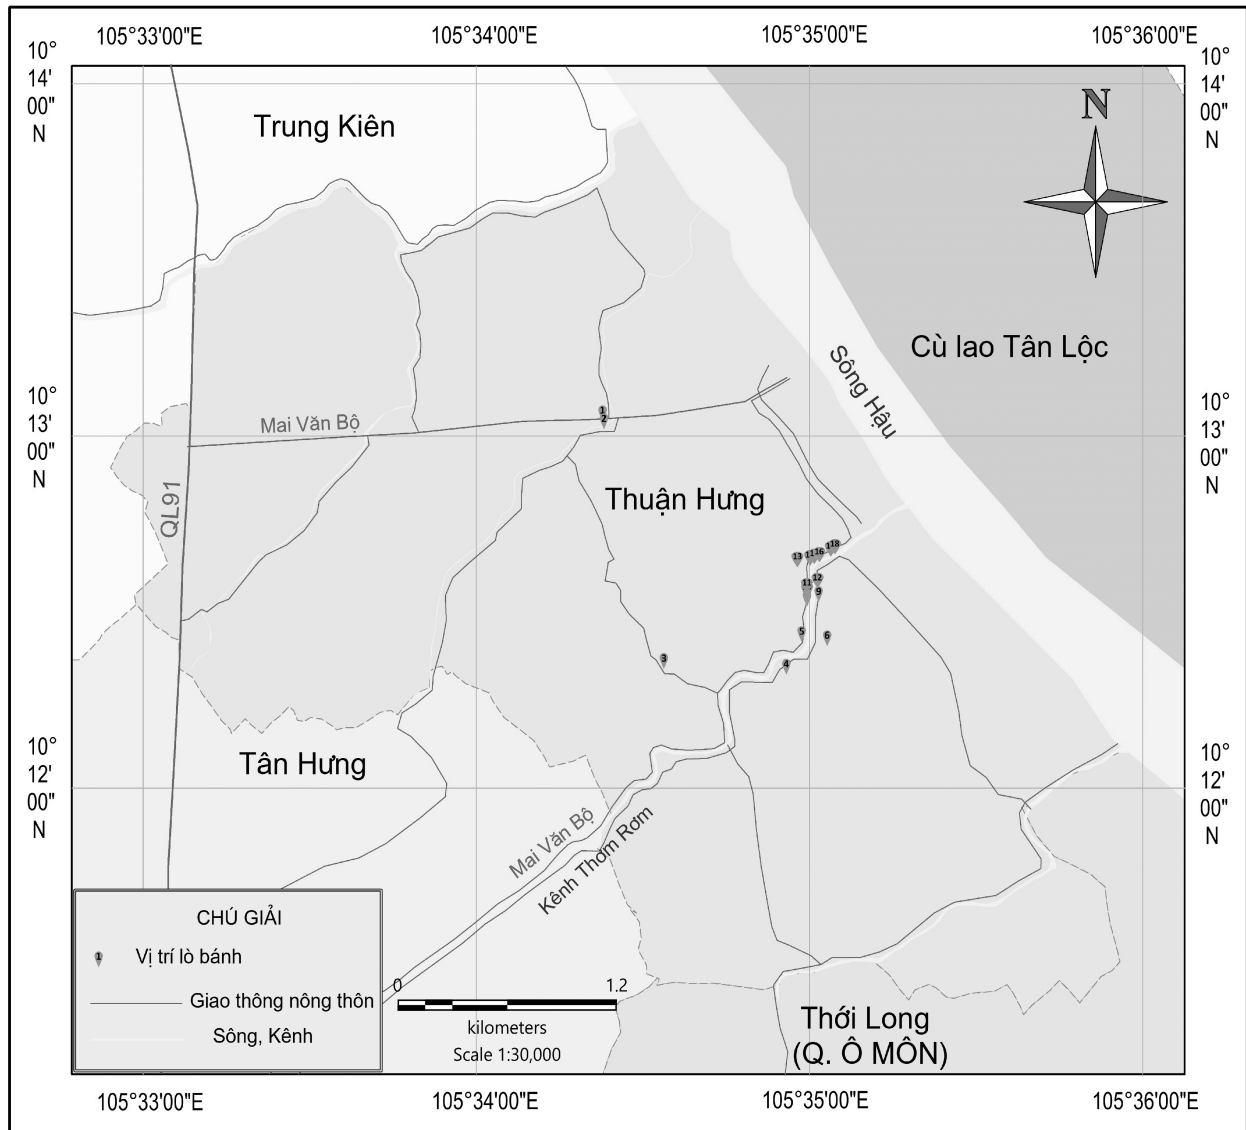 105°33'00"E 105°34'00"E 105°35'00"E 105°36'00"E
10°
14'
00"
N
10°
14'
00"
N
N
Trung Kiên
Cù lao Tân Lộc
Sông Hậu
10°
13'
00"
N
10°
13'
00"
N
1
2
Mai Văn Bộ
QL91
Thuận Hưng
13
16
18
11
12
9
5
6
3
4
10°
12'
00"
N
10°
12'
00"
N
Tân Hưng
Mai Văn Bộ
Kênh Thơm Rơm
CHÚ GIẢI
1 Vị trí lò bánh
Giao thông nông thôn
Sông, Kênh
0 1.2
kilometers
Scale 1:30,000
Thới Long
(Q. Ô MÔN)
105°33'00"E 105°34'00"E 105°35'00"E 105°36'00"E